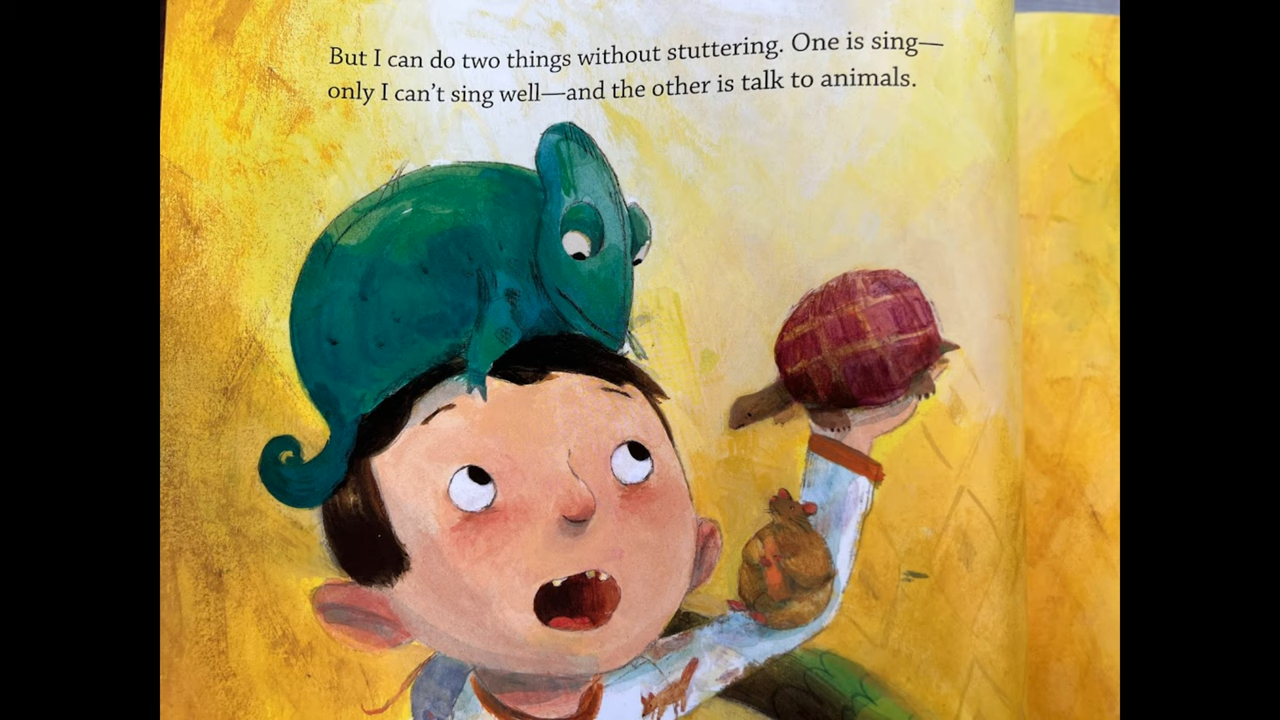 But I can do two things without stuttering. One is sing—
only I can't sing well—and the other is talk to animals.